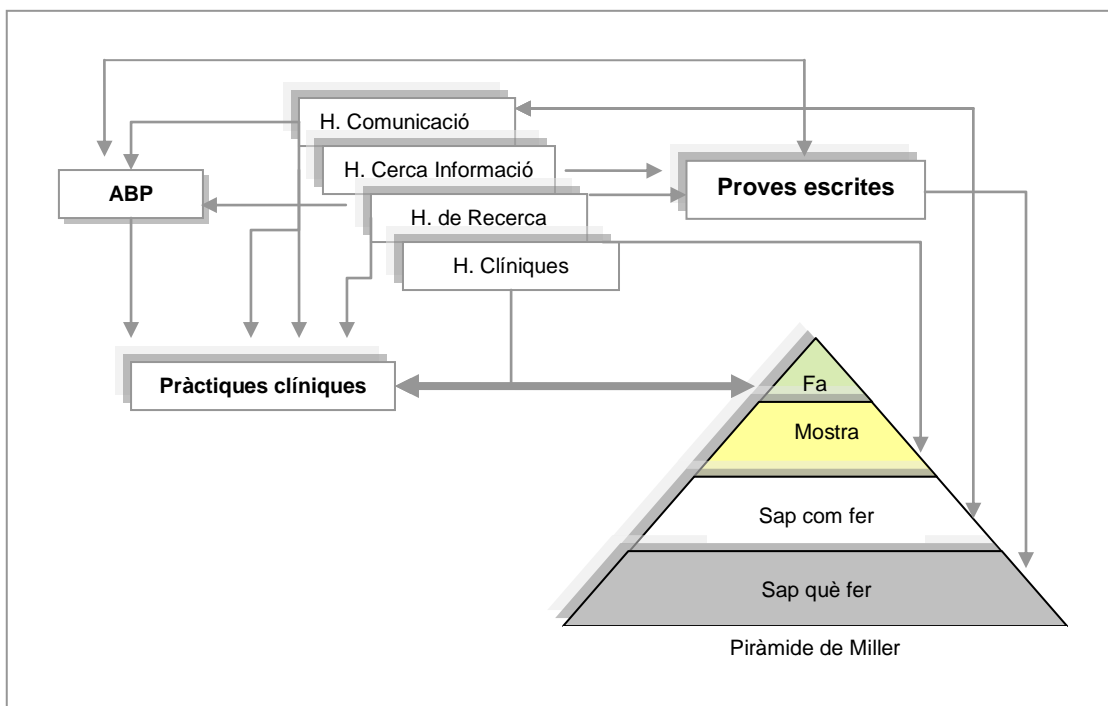 H. Comunicació
H. Cerca Informació
ABP
Proves escrites
H. de Recerca
H. Clíniques
Pràctiques clíniques
Fa
Mostra
Sap com fer
Sap què fer
Piràmide de Miller